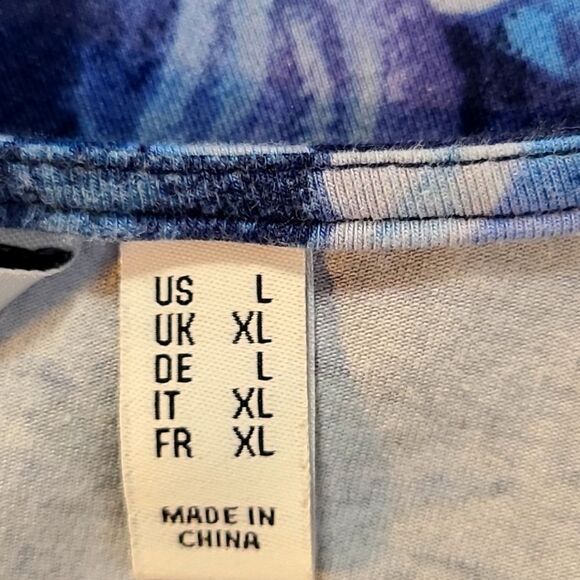 US L
UK XL
DE L
IT XL
FR XL
MADE IN
CHINA